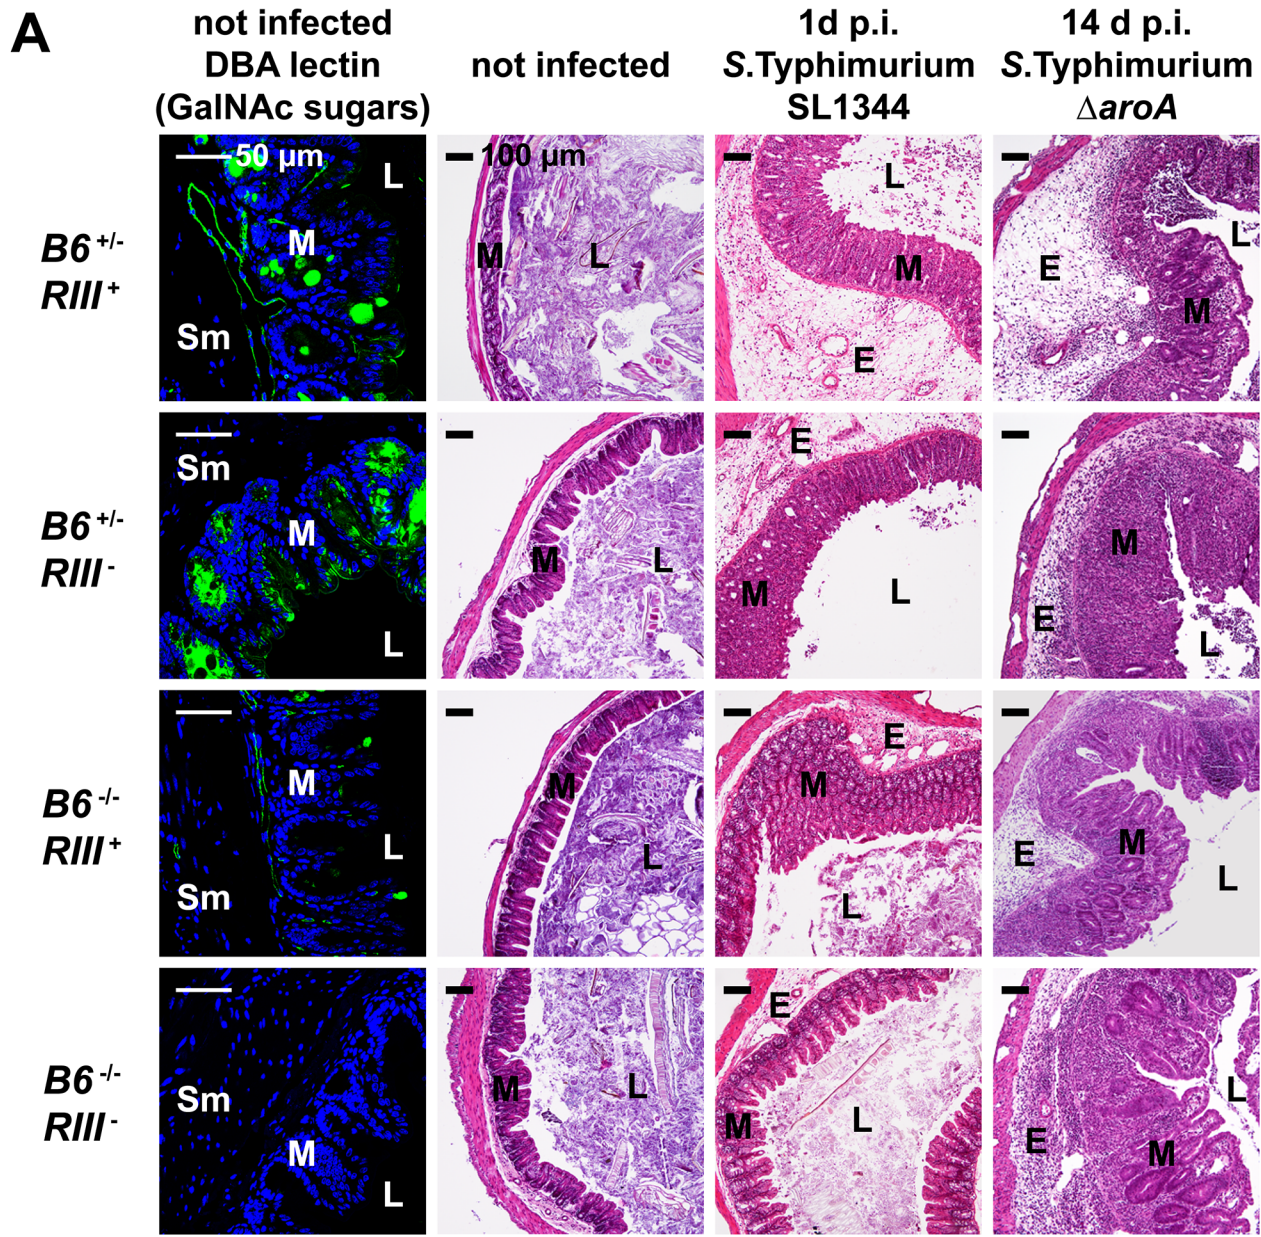 A
not infected
DBA lectin
(GalNAc sugars)
not infected
1d p.i.
S.Typhimurium
SL1344
14 d p.i.
S.Typhimurium
ΔaroA
B6 +/-
RIII +
50 µm
L
M
Sm
100 µm
M
L
L
M
E
L
E
M
B6 +/-
RIII -
Sm
M
L
M
L
E
M
L
M
E
L
B6 -/-
RIII +
M
L
Sm
M
L
E
M
L
M
E
L
B6 -/-
RIII -
Sm
M
L
M
L
E
M
L
L
E
M